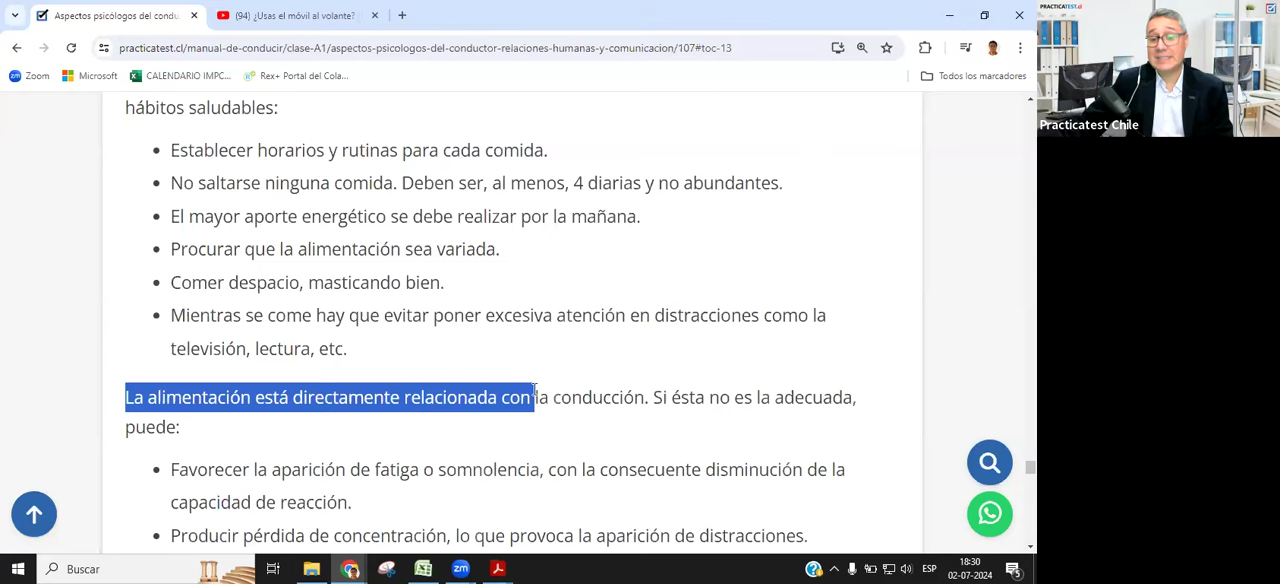 Aspectos psicólogos del condu
(94) ¿Usas el móvil al volante?
practicatest.cl/manual-de-conducir/clase-A1/aspectos-psicologos-del-conductor-relaciones-humanas-y-comunicacion/107#toc-13
Zoom
Microsoft
CALENDARIO IMPC...
Rex+ Portal del Cola...
Todos los marcadores
hábitos saludables:
• Establecer horarios y rutinas para cada comida.
• No saltarse ninguna comida. Deben ser, al menos, 4 diarias y no abundantes.
• El mayor aporte energético se debe realizar por la mañana.
• Procurar que la alimentación sea variada.
• Comer despacio, masticando bien.
• Mientras se come hay que evitar poner excesiva atención en distracciones como la
televisión, lectura, etc.
La alimentación está directamente relacionada con la conducción. Si ésta no es la adecuada,
puede:
• Favorecer la aparición de fatiga o somnolencia, con la consecuente disminución de la
capacidad de reacción.
• Producir pérdida de concentración, lo que provoca la aparición de distracciones.
PRACTICATEST.cl
Practicatest Chile
Buscar
ESP
18:30
02-07-2024
5